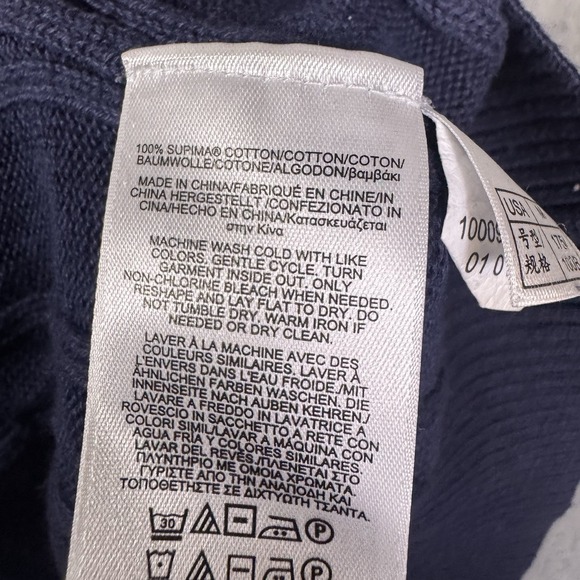 100% SUPIMA® COTTON/COTTON/COTON/
BAUMWOLLE/COTONE/ALGODON/βαμβάκι
MADE IN CHINA/FABRIQUÉ EN CHINE/IN
CHINA HERGESTELLT /CONFEZIONATO IN
CINA/HECHO EN CHINA/Κατασκευάζεται
στην Κίνα
MACHINE WASH COLD WITH LIKE
COLORS. GENTLE CYCLE. TURN
GARMENT INSIDE OUT. ONLY
NON-CHLORINE BLEACH WHEN NEEDED.
RESHAPE AND LAY FLAT TO DRY. DO
NOT TUMBLE DRY. WARM IRON IF
NEEDED OR DRY CLEAN.
LAVER À LA MACHINE AVEC DES
COULEURS SIMILAIRES. LAVER À
L'ENVERS DANS L'EAU FROIDE./MIT
ÄHNLICHEN FARBEN WASCHEN. DIE
INNENSEITE NACH AUßEN KEHREN/
LAVARE A FREDDO IN LAVATRICE A
ROVESCIO IN SACCHETTO A RETE CON
COLORI SIMILI./LAVAR A MÁQUINA CON
AGUA FRÍA Y COLORES SIMILARES.
LAVAR DEL REVÉS ΠΛΕΝΕΤΑΙ ΣΤΟ
ΠΛΥΝΤΗΡΙΟ ΜΕ ΟΜΟΙΑ ΧΡΩΜΑΤΑ
ΓΥΡΙΣΤΕ ΑΠΟ ΤΗΝ ΑΝΑΠΟΔΗ ΚΑΙ
ΤΟΠΟΘΕΤΗΣΤΕ ΣΕ ΔΙΧΤΥΩΤΗ ΤΣΑΝΤΑ.
30 P
P
10009
01 0
USA
号型 175
规格